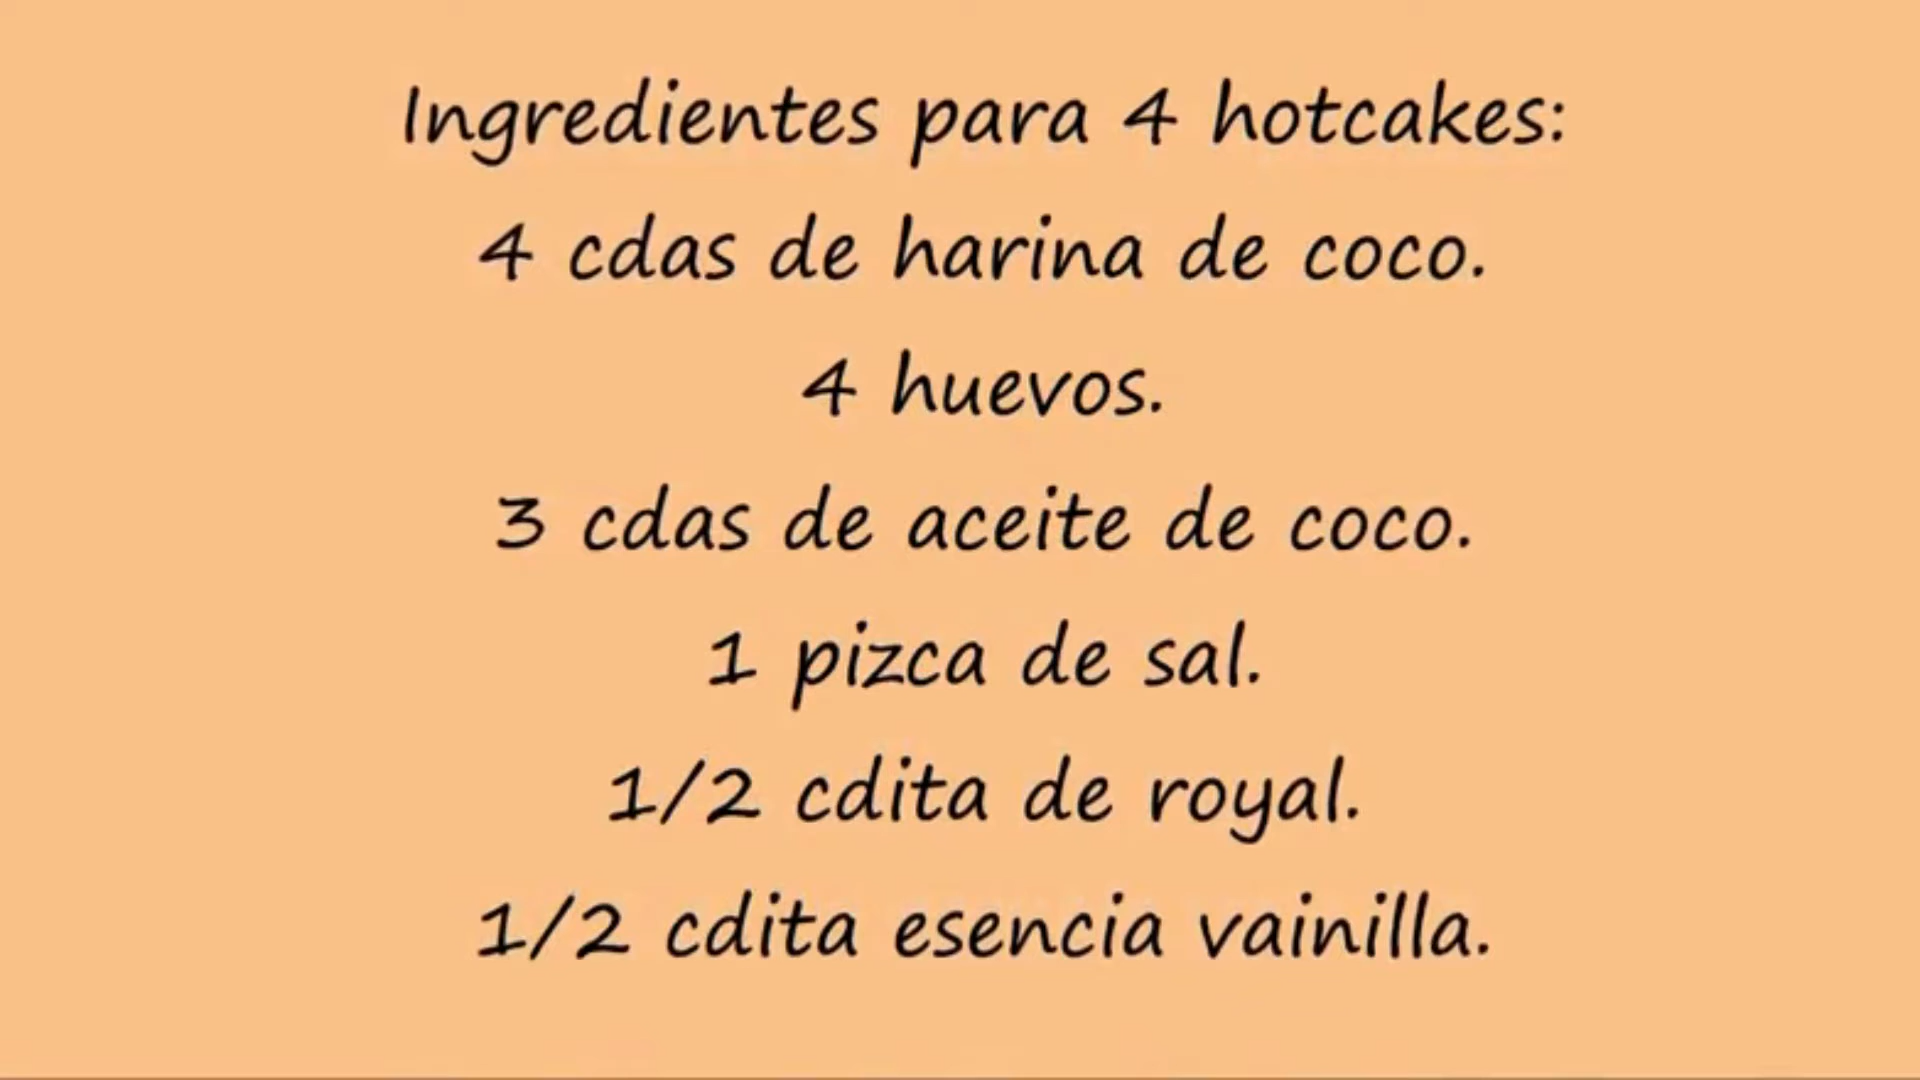 Ingredientes para 4 hotcakes:
4 cdas de harina de coco.
4 huevos.
3 cdas de aceite de coco.
1 pizca de sal.
1/2 cdita de royal.
1/2 cdita esencia vainilla.